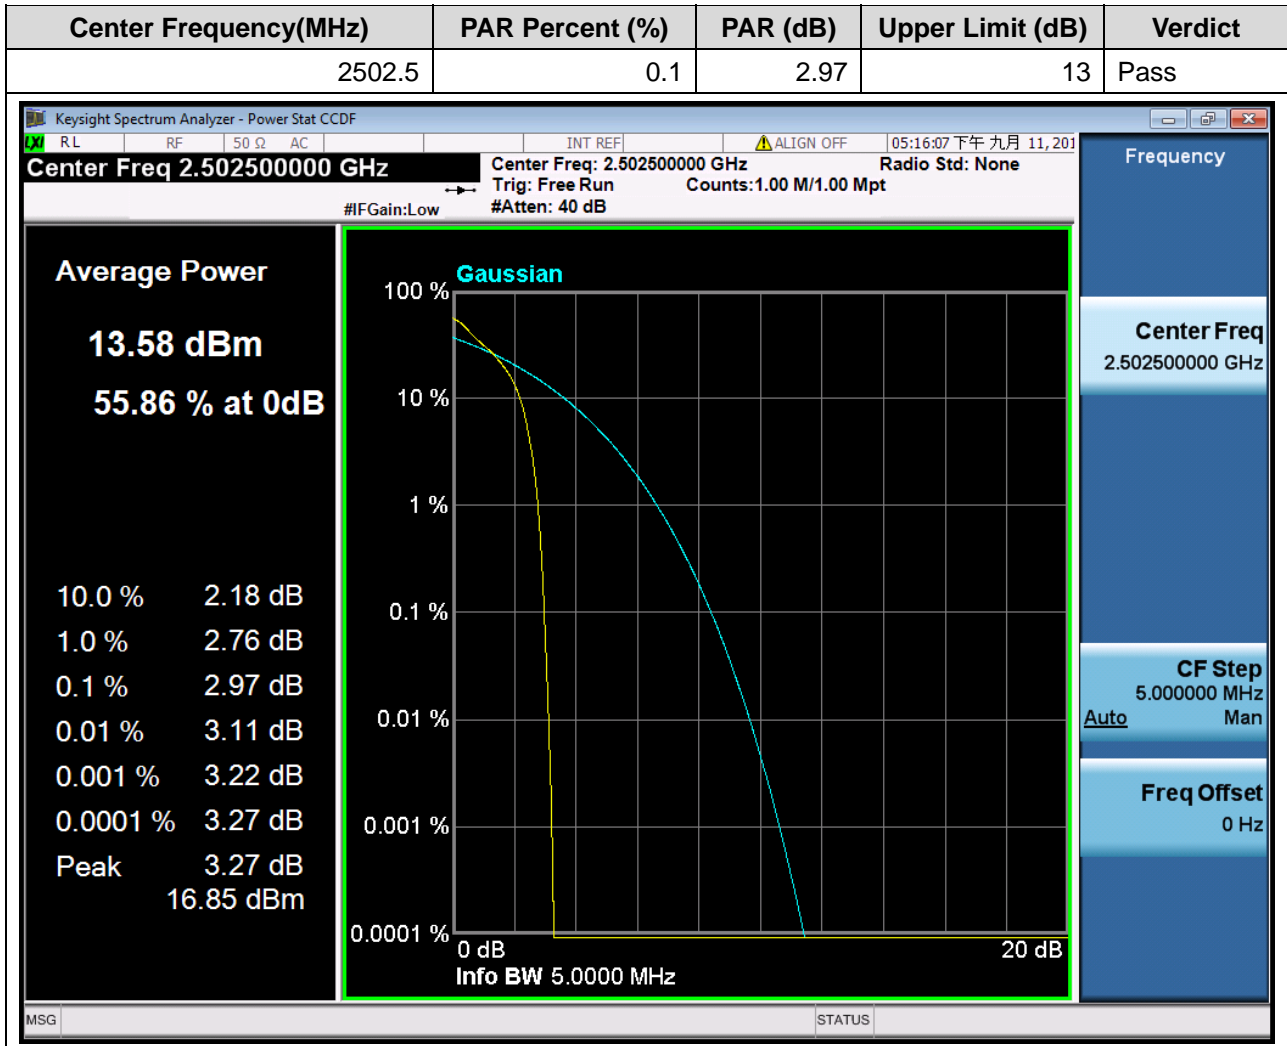 Center Frequency(MHz) PAR Percent (%) PAR (dB) Upper Limit (dB) Verdict
2502.5 0.1 2.97 13 Pass
Keysight Spectrum Analyzer - Power Stat CCDF
LXI RL RF 50 Ω AC INT REF ALIGN OFF 05:16:07 下午 九月 11, 201
Center Freq 2.502500000 GHz
#IFGain:Low
Center Freq: 2.502500000 GHz Radio Std: None
Trig: Free Run Counts:1.00 M/1.00 Mpt
#Atten: 40 dB
Average Power
13.58 dBm
55.86 % at 0dB
10.0 % 2.18 dB
1.0 % 2.76 dB
0.1 % 2.97 dB
0.01 % 3.11 dB
0.001 % 3.22 dB
0.0001 % 3.27 dB
Peak 3.27 dB
16.85 dBm
Gaussian
100 %
10 %
1 %
0.1 %
0.01 %
0.001 %
0.0001 %
0 dB 20 dB
Info BW 5.0000 MHz
Frequency
Center Freq
2.502500000 GHz
CF Step
5.000000 MHz
Auto Man
Freq Offset
0 Hz
MSG STATUS